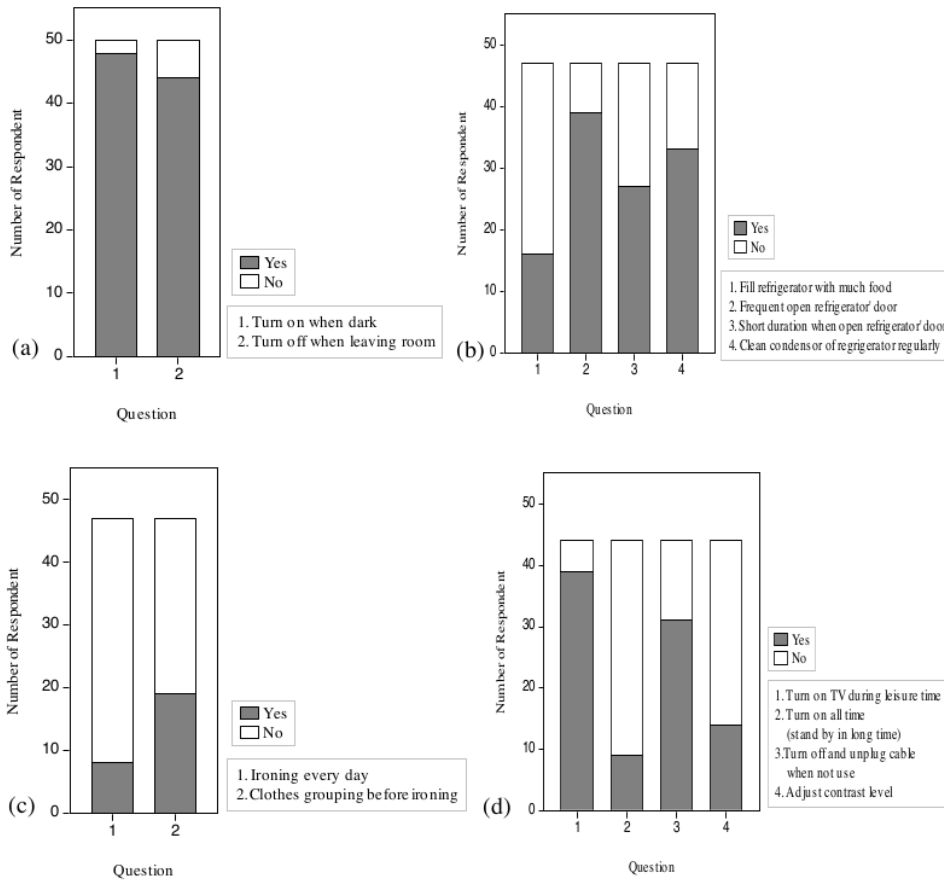 50
40
30
20
10
0
Number of Respondent
1 2
Question
Yes
No
1. Turn on when dark
2. Turn off when leaving room
(a)
50
40
30
20
10
0
Number of Respondent
1 2 3 4
Question
Yes
No
1. Fill refrigerator with much food
2. Frequent open refrigerator' door
3. Short duration when open refrigerator' door
4. Clean condensor of regrigerator regularly
(b)
50
40
30
20
10
0
Number of Respondent
1 2
Question
Yes
No
1. Ironing every day
2. Clothes grouping before ironing
(c)
50
40
30
20
10
0
Number of Respondent
1 2 3 4
Question
Yes
No
1. Turn on TV during leisure time
2. Turn on all time
(stand by in long time)
3.Turn off and unplug cable
when not use
4. Adjust contrast level
(d)